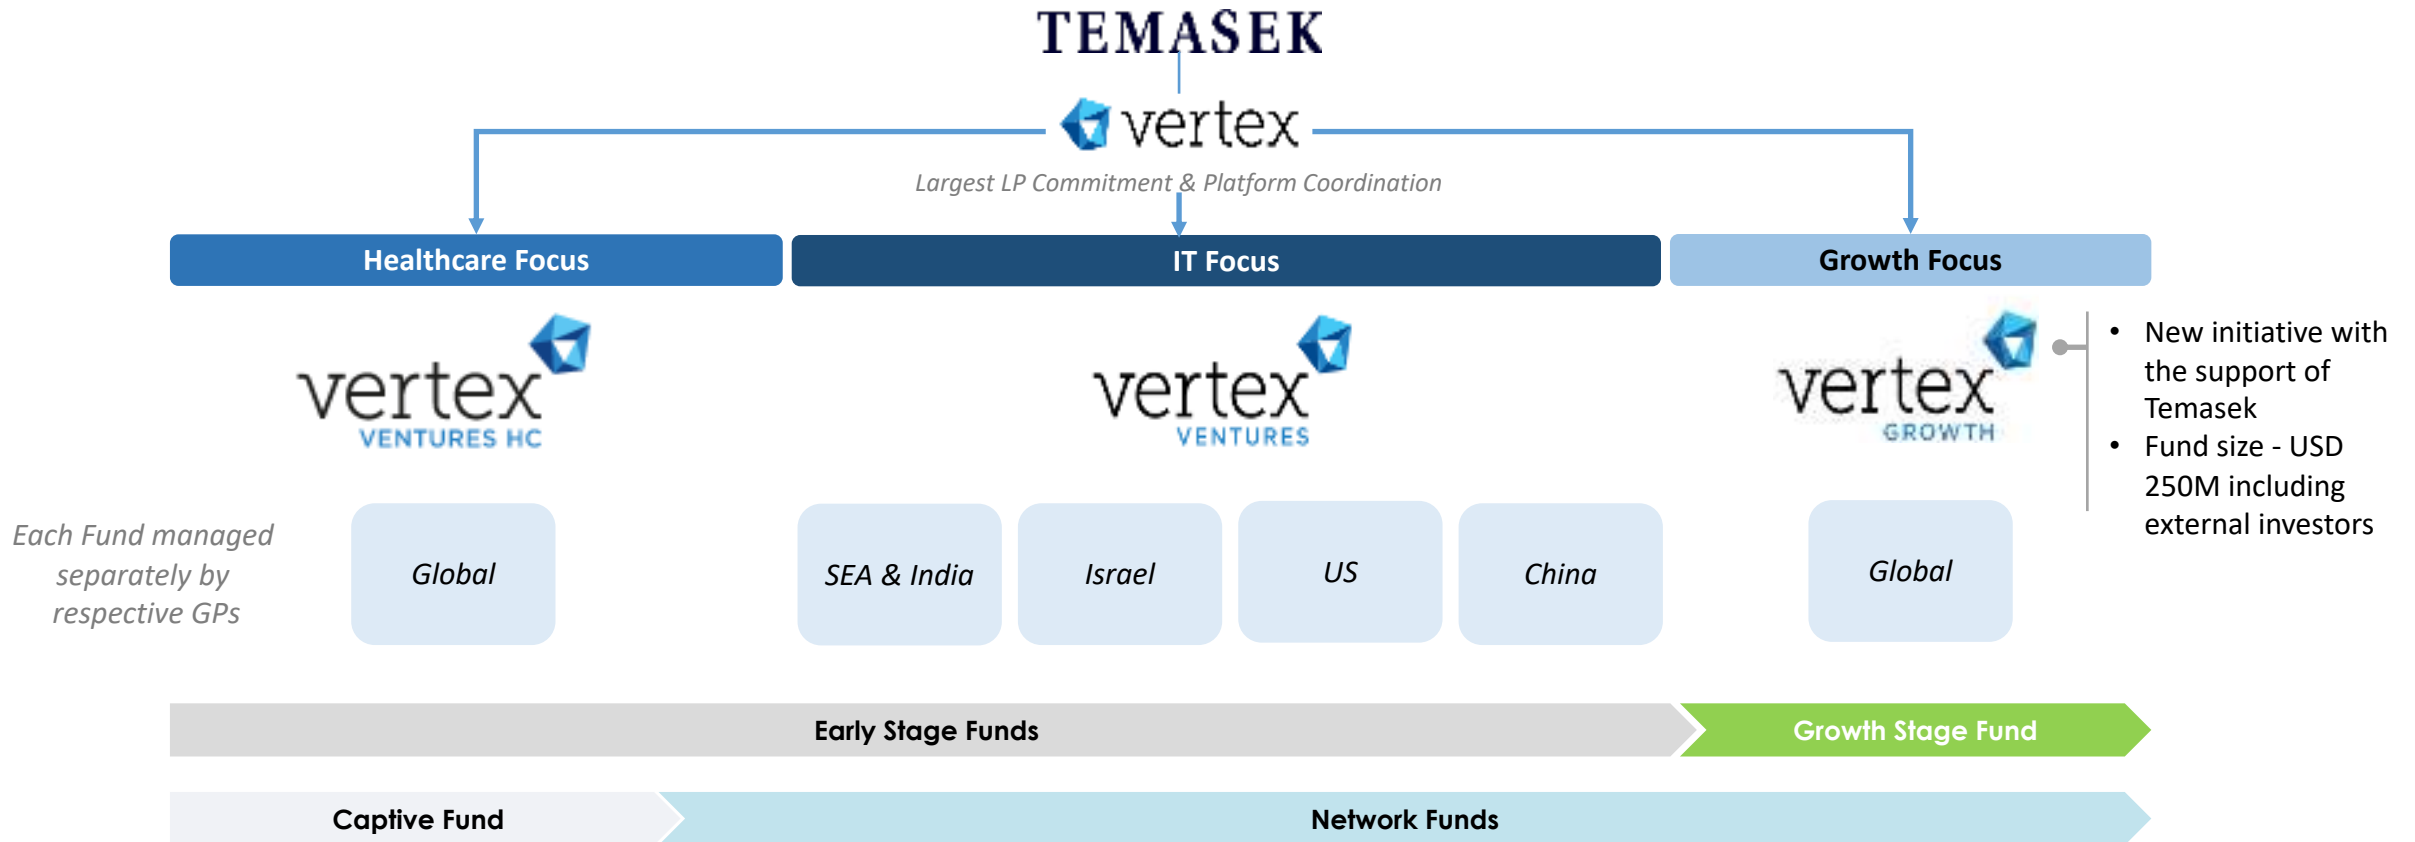 TEMASEK
vertex
Largest LP Commitment & Platform Coordination
Healthcare Focus
IT Focus
Growth Focus
vertex
VENTURES HC
vertex
VENTURES
vertex
GROWTH
• New initiative with
the support of
Temasek
• Fund size - USD
250M including
external investors
Each Fund managed
separately by
respective GPs
Global
SEA & India
Israel
US
China
Global
Early Stage Funds
Growth Stage Fund
Captive Fund
Network Funds